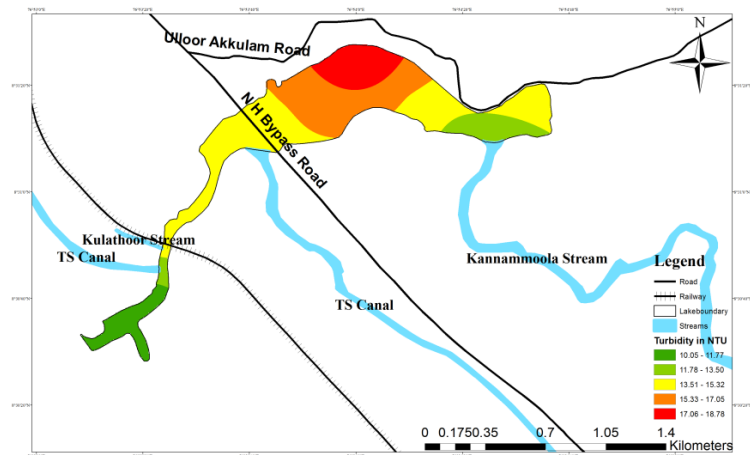 N
Ulloor Akkulam Road
N H Bypass Road
Kulathoor Stream
TS Canal
Kannammoola Stream
TS Canal
Legend
Road
Railway
Lakeboundary
Streams
Turbidity in NTU
10.05 - 11.77
11.78 - 13.50
13.51 - 15.32
15.33 - 17.05
17.06 - 18.78
0 0.1750.35 0.7 1.05 1.4
Kilometers